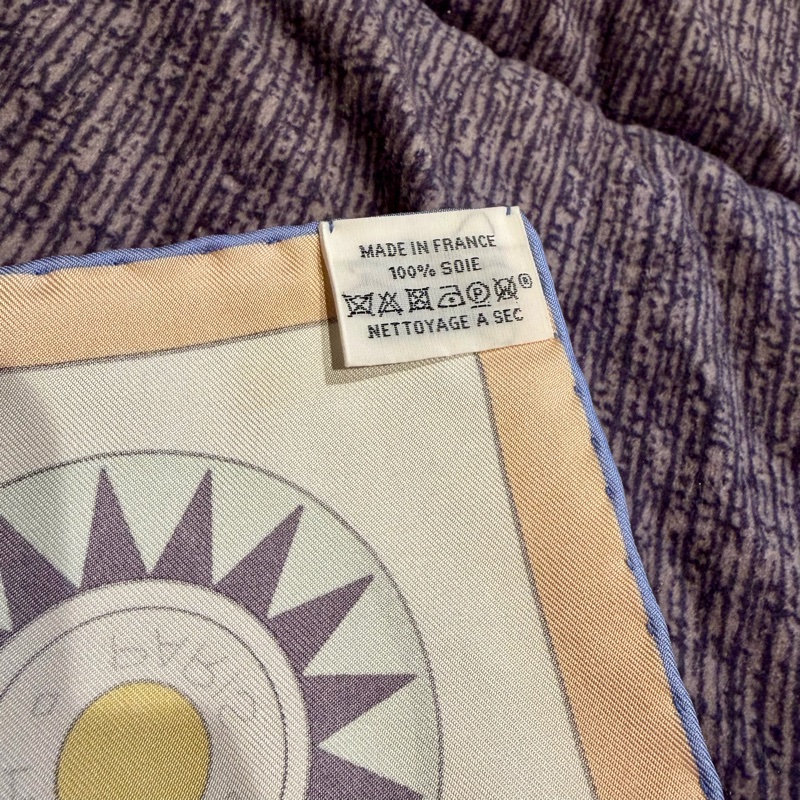 MADE IN FRANCE
100% SOIE
P W ®
NETTOYAGE A SEC